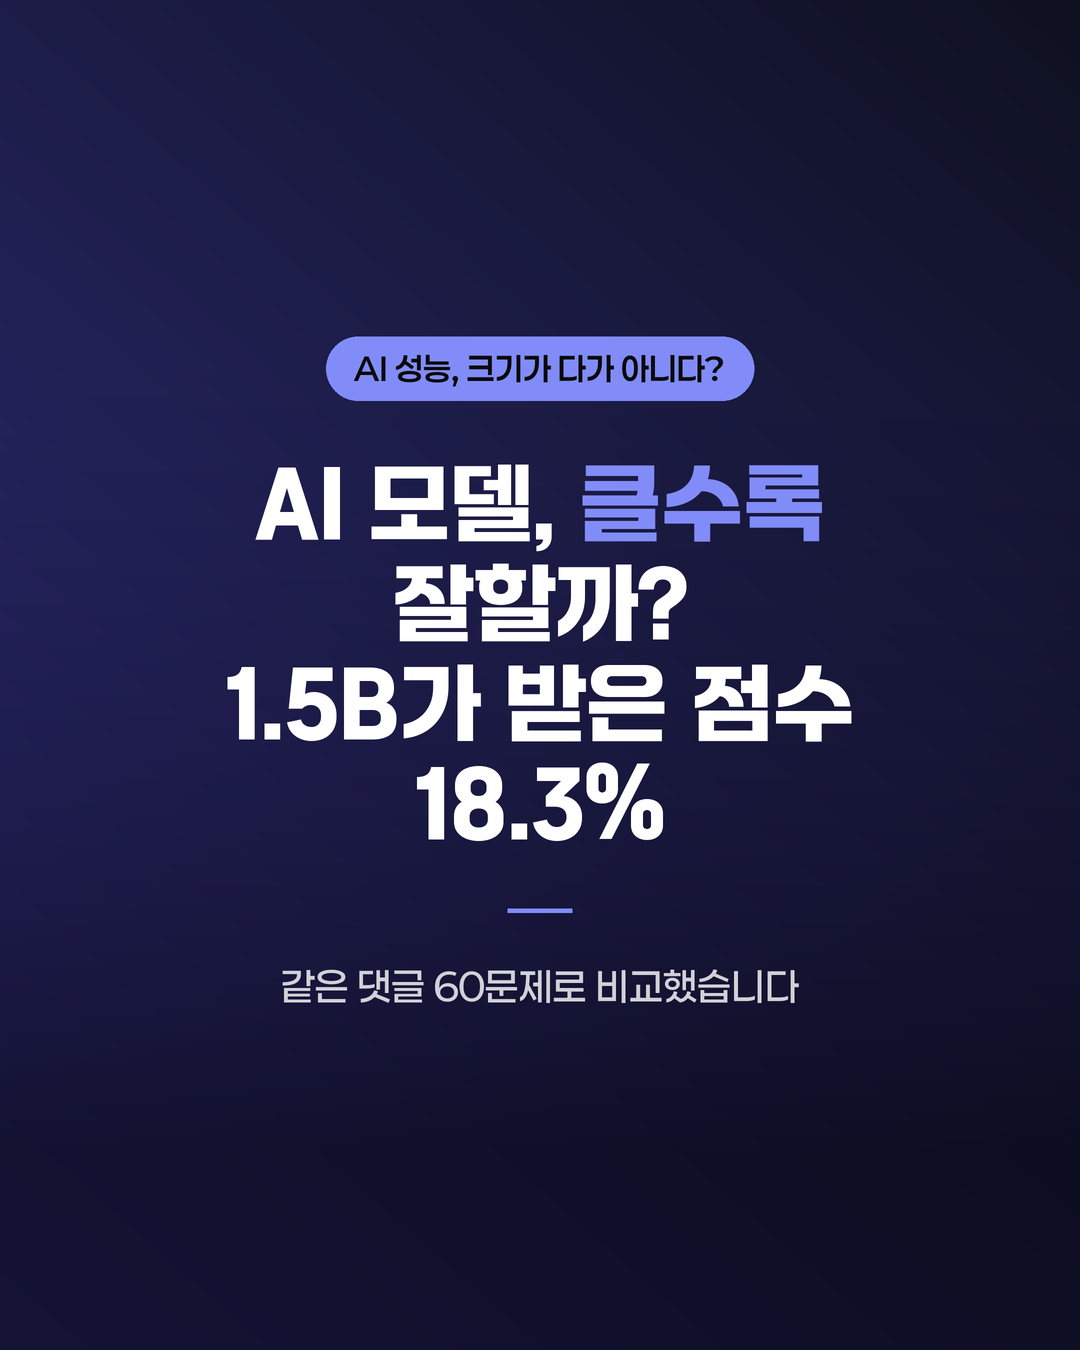 AI 성능, 크기가 다가 아니다?
AI 모델, 클수록
잘할까?
1.5B가 받은 점수
18.3%
같은 댓글 60문제로 비교했습니다